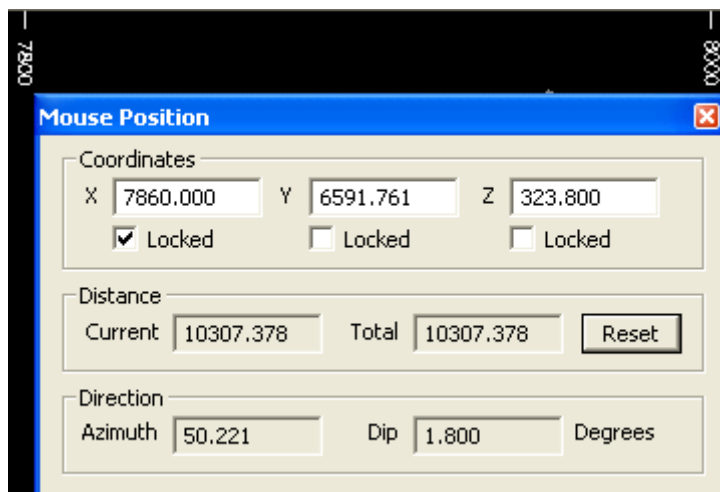 7800 8000
Mouse Position
Coordinates
X 7860.000 Y 6591.761 Z 323.800
Locked Locked Locked
Distance
Current 10307.378 Total 10307.378 Reset
Direction
Azimuth 50.221 Dip 1.800 Degrees